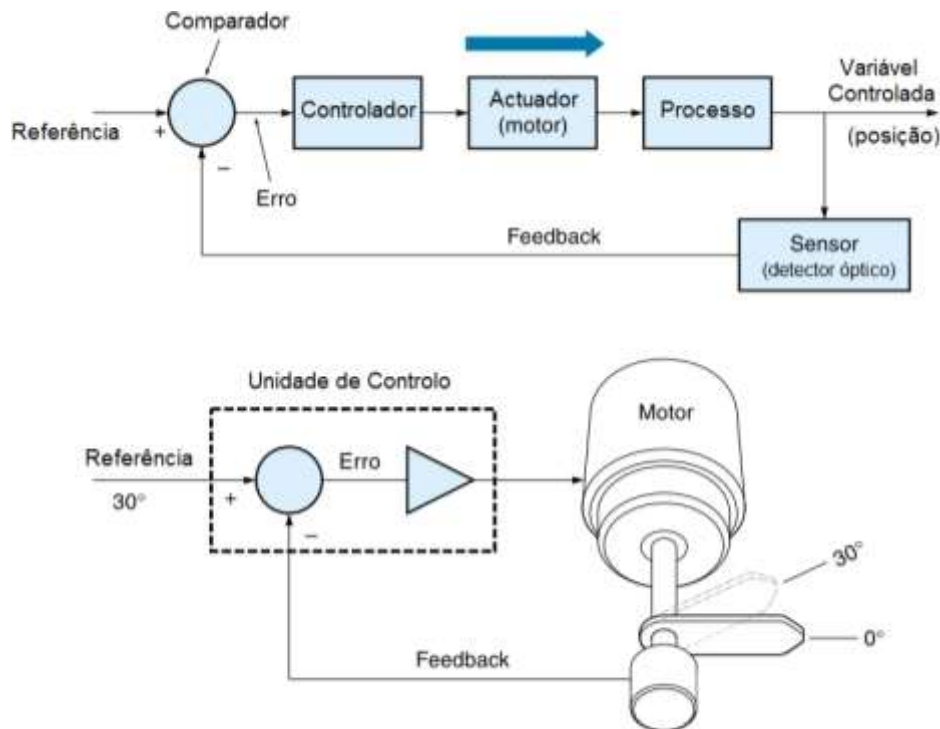 Comparador
Referência
+
−
Erro
Controlador
Actuador
(motor)
Processo
Variável
Controlada
(posição)
Feedback
Sensor
(detector óptico)
Unidade de Controlo
Referência
30°
+
−
Erro
Motor
30°
0°
Feedback